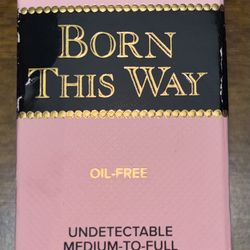 BORN
THIS WAY
OIL-FREE
UNDETECTABLE
MEDIUM-TO-FULL